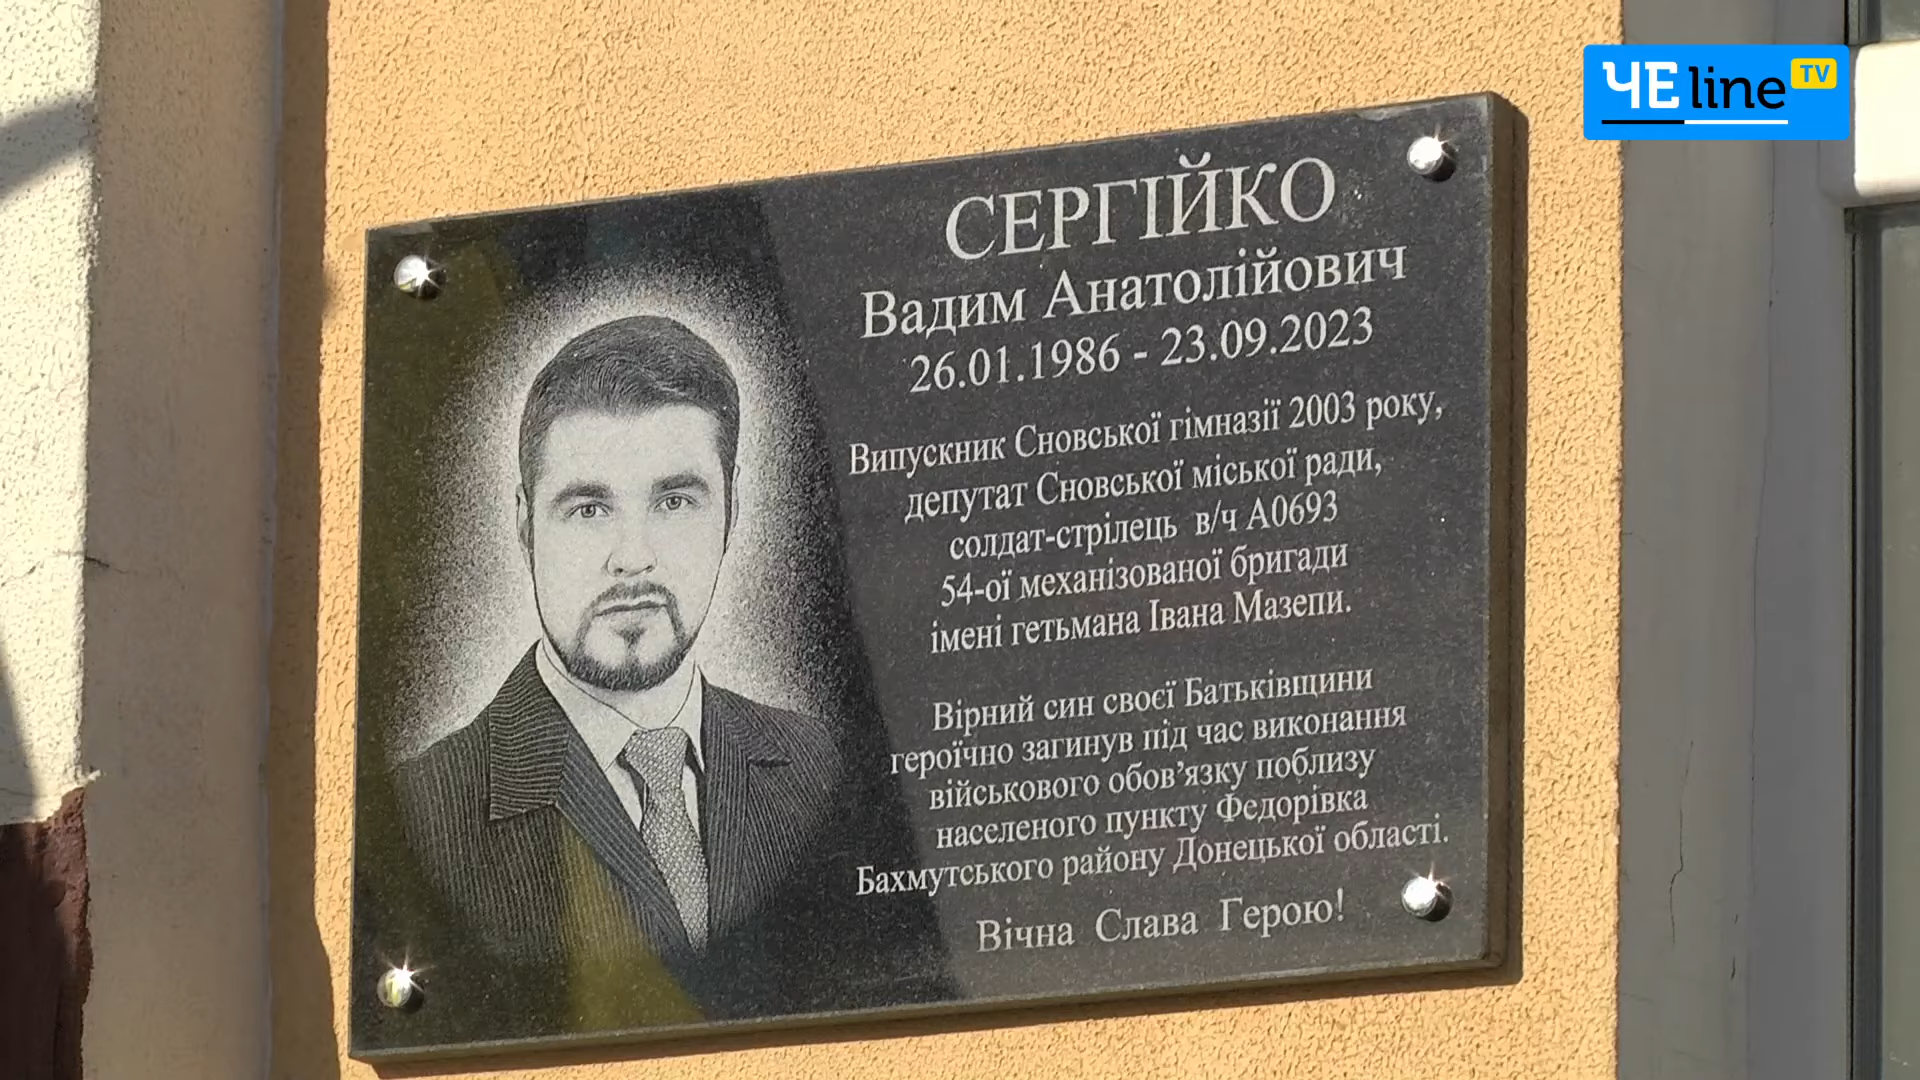 ЧЕline TV
СЕРГІЙКО
Вадим Анатолійович
26.01.1986 - 23.09.2023
Випускник Сновської гімназії 2003 року,
депутат Сновської міської ради,
солдат-стрілець в/ч А0693
54-ої механізованої бригади
імені гетьмана Івана Мазепи.
Вірний син своєї Батьківщини
героїчно загинув під час виконання
військового обов’язку поблизу
населеного пункту Федорівка
Бахмутського району Донецької області.
Вічна Слава Герою!